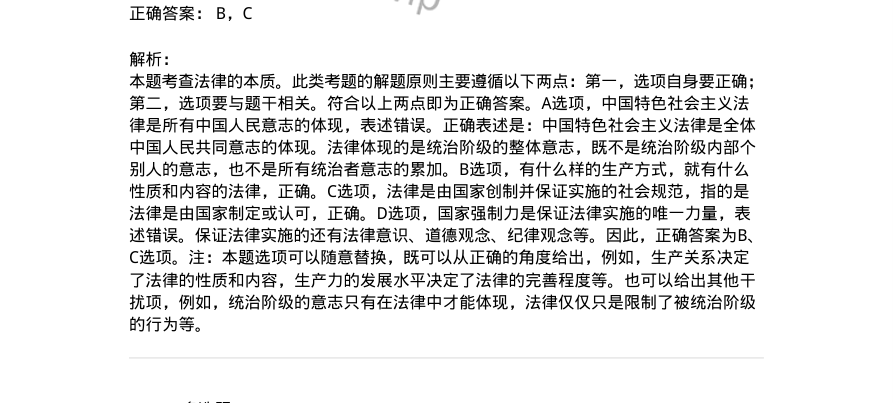 正确答案： B，C
解析：
本题考查法律的本质。此类考题的解题原则主要遵循以下两点：第一，选项自身要正确；
第二，选项要与题干相关。符合以上两点即为正确答案。A选项，中国特色社会主义法
律是所有中国人民意志的体现，表述错误。正确表述是：中国特色社会主义法律是全体
中国人民共同意志的体现。法律体现的是统治阶级的整体意志，既不是统治阶级内部个
别人的意志，也不是所有统治者意志的累加。B选项，有什么样的生产方式，就有什么
性质和内容的法律，正确。C选项，法律是由国家创制并保证实施的社会规范，指的是
法律是由国家制定或认可，正确。D选项，国家强制力是保证法律实施的唯一力量，表
述错误。保证法律实施的还有法律意识、道德观念、纪律观念等。因此，正确答案为B、
C选项。注：本题选项可以随意替换，既可以从正确的角度给出，例如，生产关系决定
了法律的性质和内容，生产力的发展水平决定了法律的完善程度等。也可以给出其他干
扰项，例如，统治阶级的意志只有在法律中才能体现，法律仅仅只是限制了被统治阶级
的行为等。